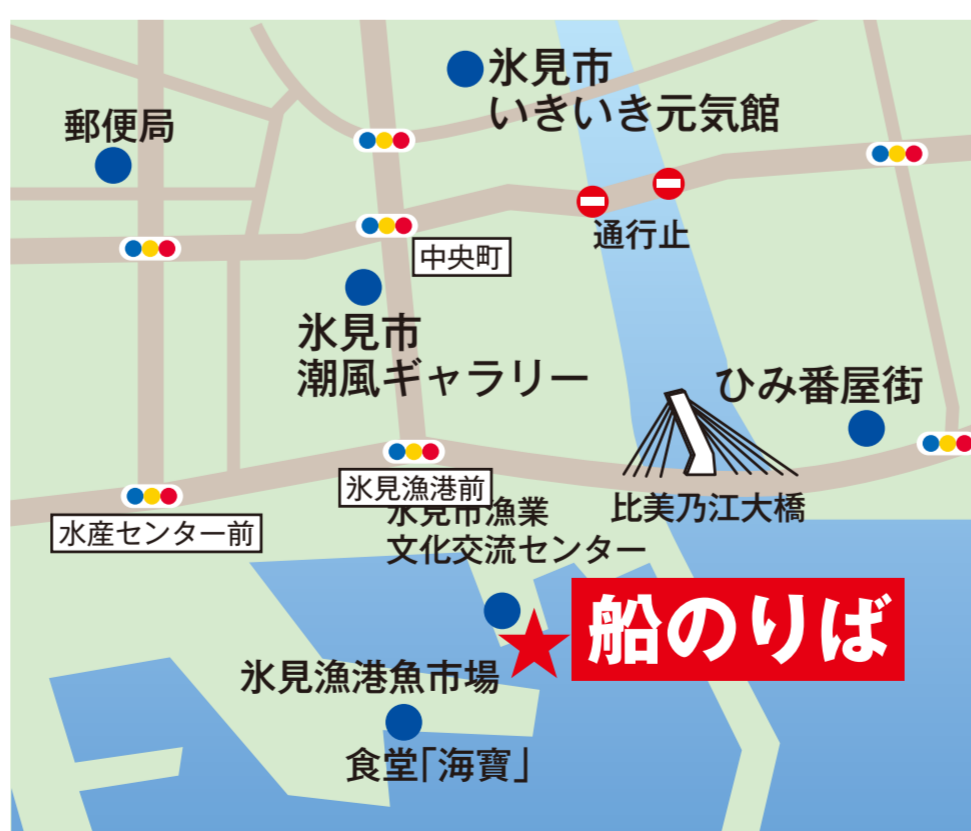 氷見市
いきいき元気館
郵便局
通行止
中央町
氷見市
潮風ギャラリー
ひみ番屋街
氷見漁港前
比美乃江大橋
水産センター前
氷見市漁業
文化交流センター
船のりば
氷見漁港魚市場
食堂｢海寶｣